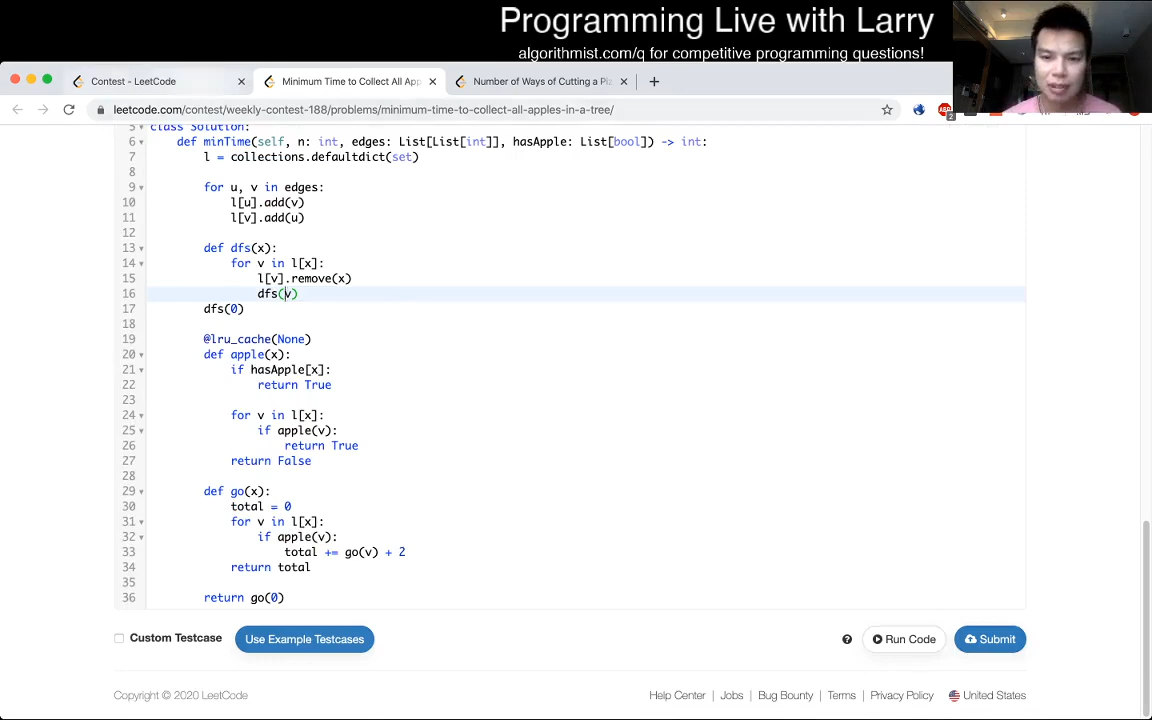 Programming Live with Larry
algorithmist.com/q for competitive programming questions!
Contest - LeetCode
Minimum Time to Collect All App
Number of Ways of Cutting a Piz
leetcode.com/contest/weekly-contest-188/problems/minimum-time-to-collect-all-apples-in-a-tree/
5 class Solution:
6 def minTime(self, n: int, edges: List[List[int]], hasApple: List[bool]) -> int:
7 l = collections.defaultdict(set)
8
9 for u, v in edges:
10 l[u].add(v)
11 l[v].add(u)
12
13 def dfs(x):
14 for v in l[x]:
15 l[v].remove(x)
16 dfs(v)
17 dfs(0)
18
19 @lru_cache(None)
20 def apple(x):
21 if hasApple[x]:
22 return True
23
24 for v in l[x]:
25 if apple(v):
26 return True
27 return False
28
29 def go(x):
30 total = 0
31 for v in l[x]:
32 if apple(v):
33 total += go(v) + 2
34 return total
35
36 return go(0)
Custom Testcase
Use Example Testcases
Run Code
Submit
Copyright © 2020 LeetCode
Help Center | Jobs | Bug Bounty | Terms | Privacy Policy
United States